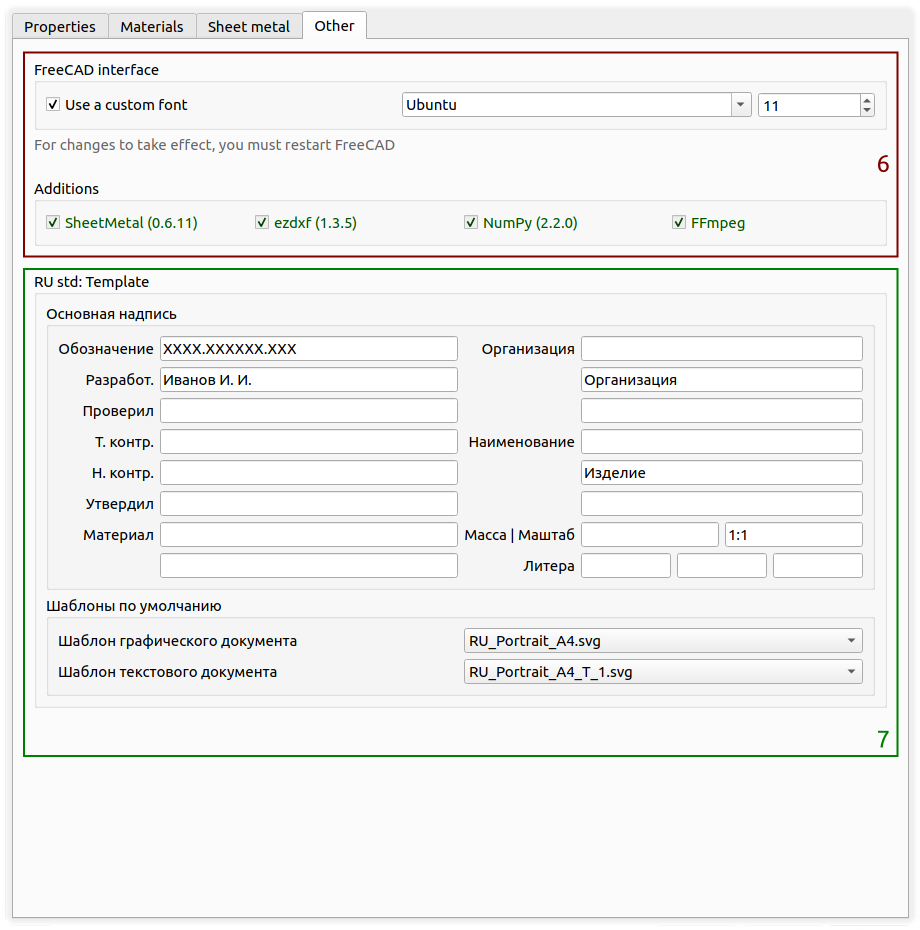 Properties Materials Sheet metal Other
FreeCAD interface
Use a custom font Ubuntu 11
For changes to take effect, you must restart FreeCAD
6
Additions
SheetMetal (0.6.11) ezdxf (1.3.5) NumPy (2.2.0) FFmpeg
RU std: Template
Основная надпись
Обозначение XXXX.XXXXXX.XXX Организация
Разработ. Иванов И. И. Организация
Проверил
Т. контр. Наименование
Н. контр. Изделие
Утвердил
Материал Масса | Маштаб 1:1
Литера
Шаблоны по умолчанию
Шаблон графического документа RU_Portrait_A4.svg
Шаблон текстового документа RU_Portrait_A4_T_1.svg
7